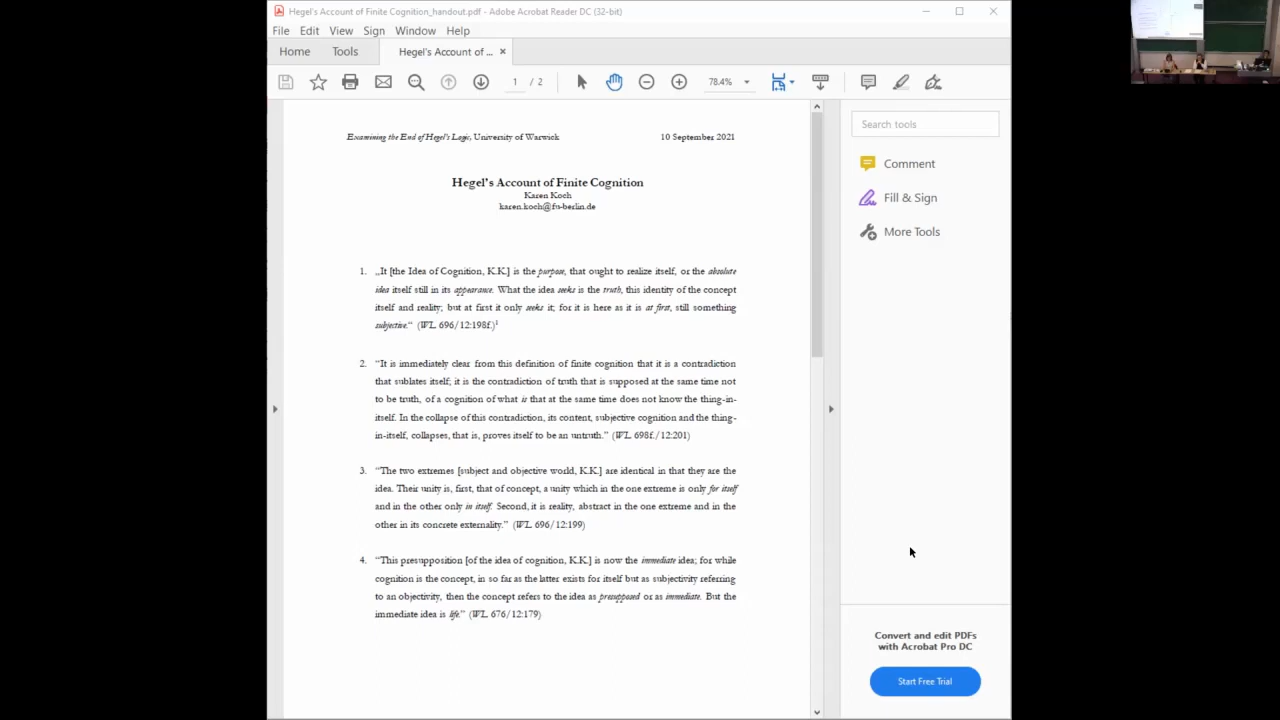 Hegel's Account of Finite Cognition_handout.pdf - Adobe Acrobat Reader DC (32-bit)
File Edit View Sign Window Help
Home Tools Hegel's Account of ... ×
1 / 2 78.4%
Search tools
Comment
Fill & Sign
More Tools
Examining the End of Hegel's Logic, University of Warwick 10 September 2021
Hegel's Account of Finite Cognition
Karen Koch
karen.koch@fu-berlin.de
1. „It [the Idea of Cognition, K.K.] is the purpose, that ought to realize itself, or the absolute
idea itself still in its appearance. What the idea seeks is the truth, this identity of the concept
itself and reality; but at first it only seeks it; for it is here as it is at first, still something
subjective.“ (WL 696/12:198f.)¹
2. “It is immediately clear from this definition of finite cognition that it is a contradiction
that sublates itself; it is the contradiction of truth that is supposed at the same time not
to be truth, of a cognition of what is that at the same time does not know the thing-in-
itself. In the collapse of this contradiction, its content, subjective cognition and the thing-
in-itself, collapses, that is, proves itself to be an untruth.” (WL 698f./12:201)
3. “The two extremes [subject and objective world, K.K.] are identical in that they are the
idea. Their unity is, first, that of concept, a unity which in the one extreme is only for itself
and in the other only in itself. Second, it is reality, abstract in the one extreme and in the
other in its concrete externality.” (WL 696/12:199)
4. “This presupposition [of the idea of cognition, K.K.] is now the immediate idea; for while
cognition is the concept, in so far as the latter exists for itself but as subjectivity referring
to an objectivity, then the concept refers to the idea as presupposed or as immediate. But the
immediate idea is life.” (WL 676/12:179)
Convert and edit PDFs
with Acrobat Pro DC
Start Free Trial